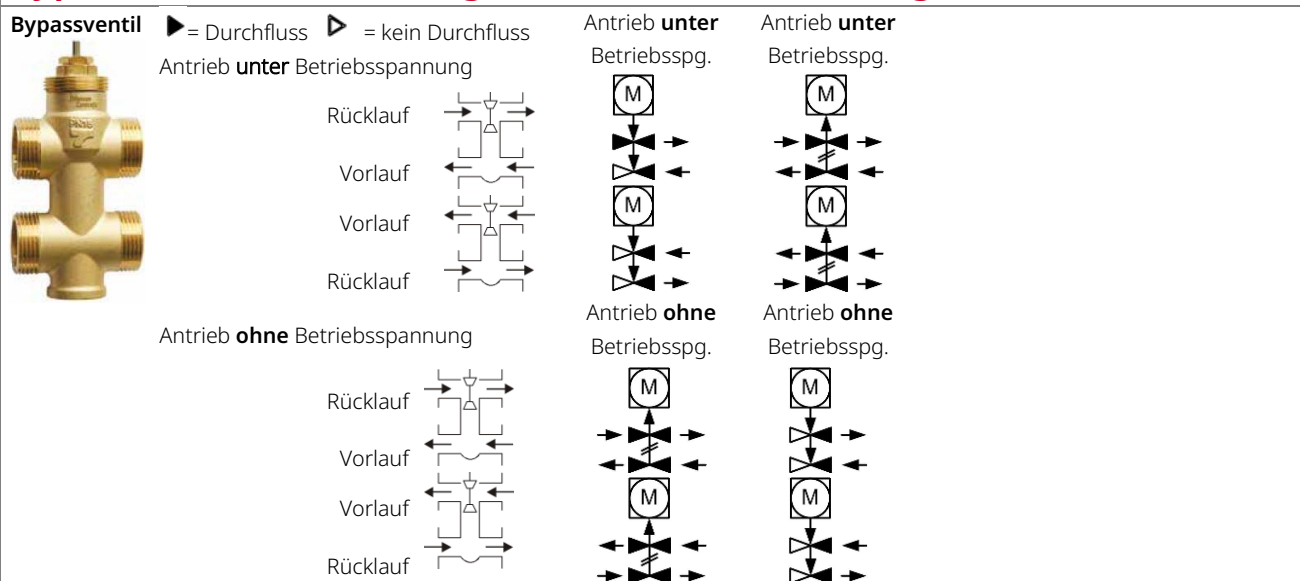 Bypassventil
= Durchfluss = kein Durchfluss
Antrieb unter Betriebsspannung
Rücklauf
Vorlauf
Vorlauf
Rücklauf
Antrieb ohne Betriebsspannung
Rücklauf
Vorlauf
Vorlauf
Rücklauf
Antrieb unter
Betriebsspg.
M
M
Antrieb unter
Betriebsspg.
M
M
Antrieb ohne
Betriebsspg.
M
M
Antrieb ohne
Betriebsspg.
M
M
PN16